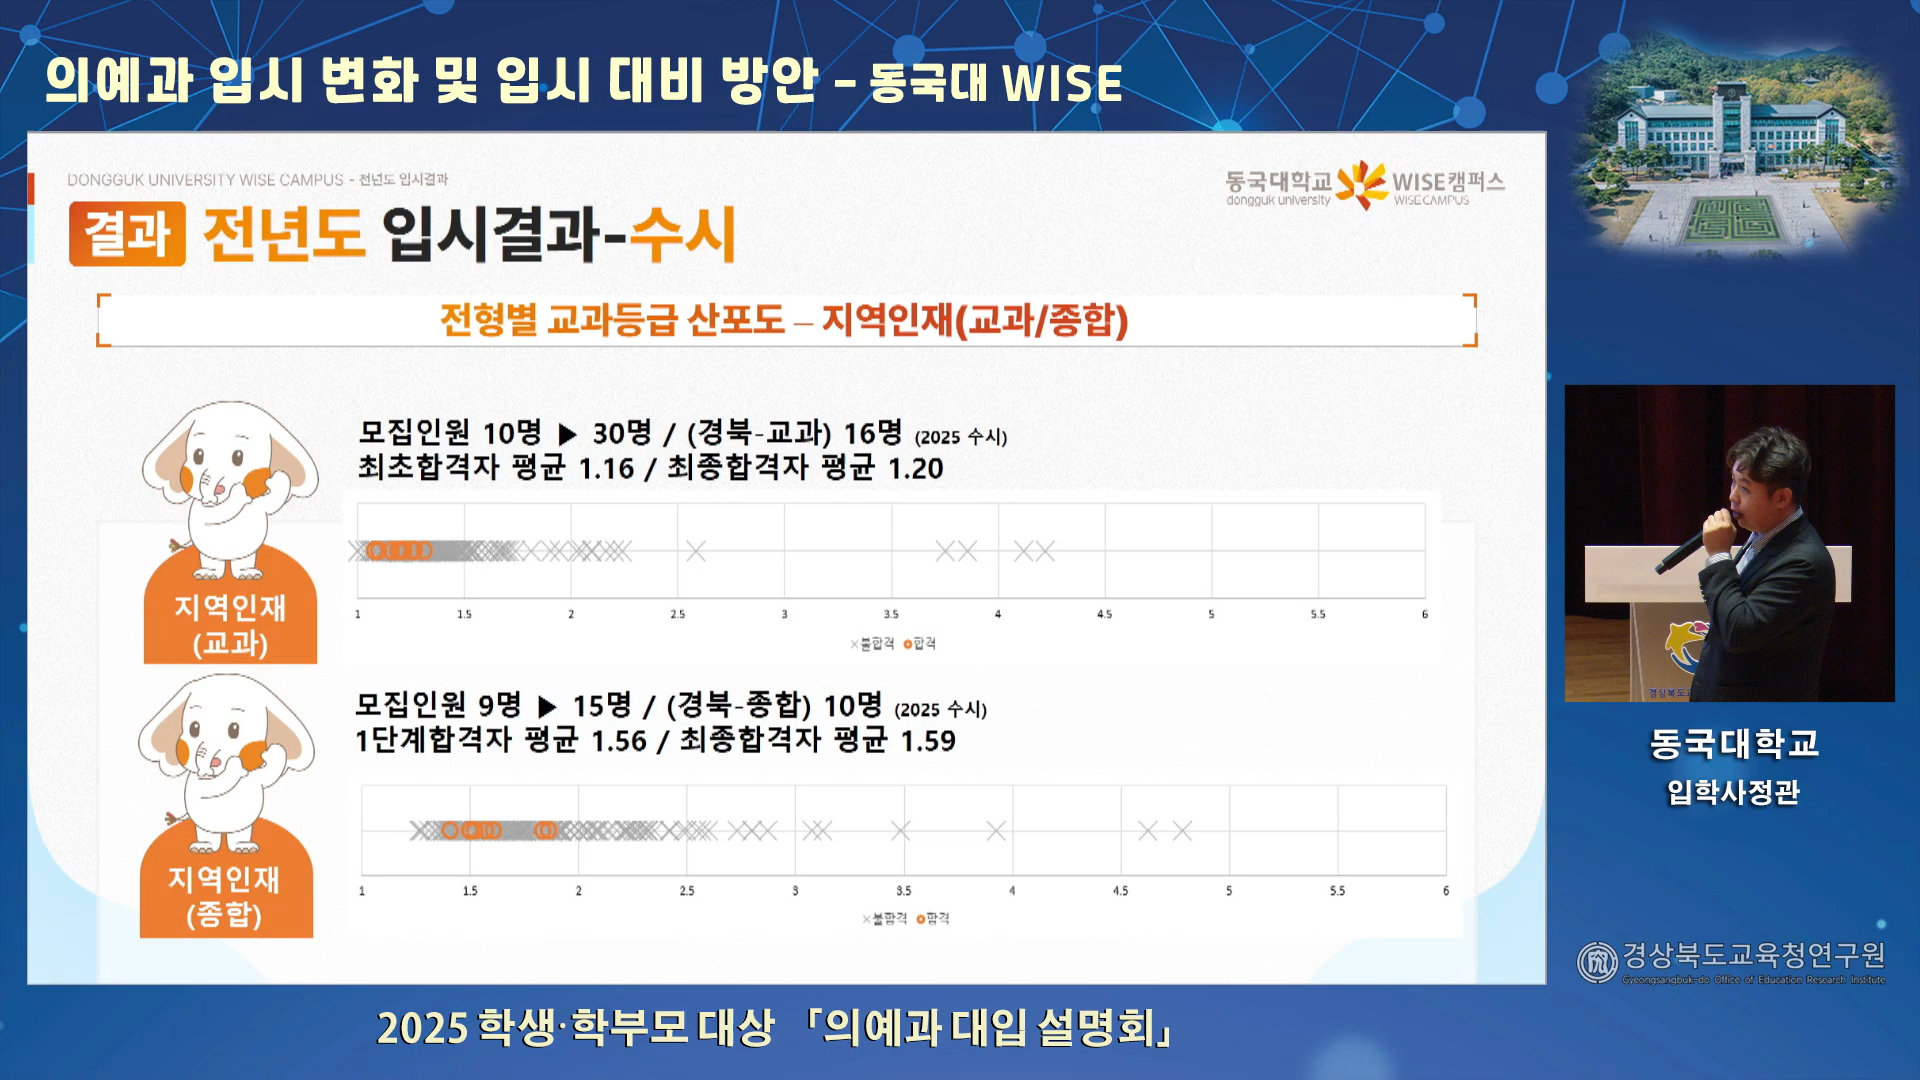 의예과 입시 변화 및 입시 대비 방안 - 동국대 WISE
DONGGUK UNIVERSITY WISE CAMPUS - 전년도 입시결과
동국대학교 WISE캠퍼스
dongguk university WISE CAMPUS
결과 전년도 입시결과-수시
전형별 교과등급 산포도 – 지역인재(교과/종합)
모집인원 10명 ▶ 30명 / (경북-교과) 16명 (2025 수시)
최초합격자 평균 1.16 / 최종합격자 평균 1.20
1 1.5 2 2.5 3 3.5 4 4.5 5 5.5 6
×불합격 o합격
지역인재
(교과)
모집인원 9명 ▶ 15명 / (경북-종합) 10명 (2025 수시)
1단계합격자 평균 1.56 / 최종합격자 평균 1.59
1 1.5 2 2.5 3 3.5 4 4.5 5 5.5 6
×불합격 o합격
지역인재
(종합)
동국대학교
입학사정관
경상북도교육청연구원
Gyeongsangbuk-do Office of Education Research Institute
2025 학생·학부모 대상 「의예과 대입 설명회」